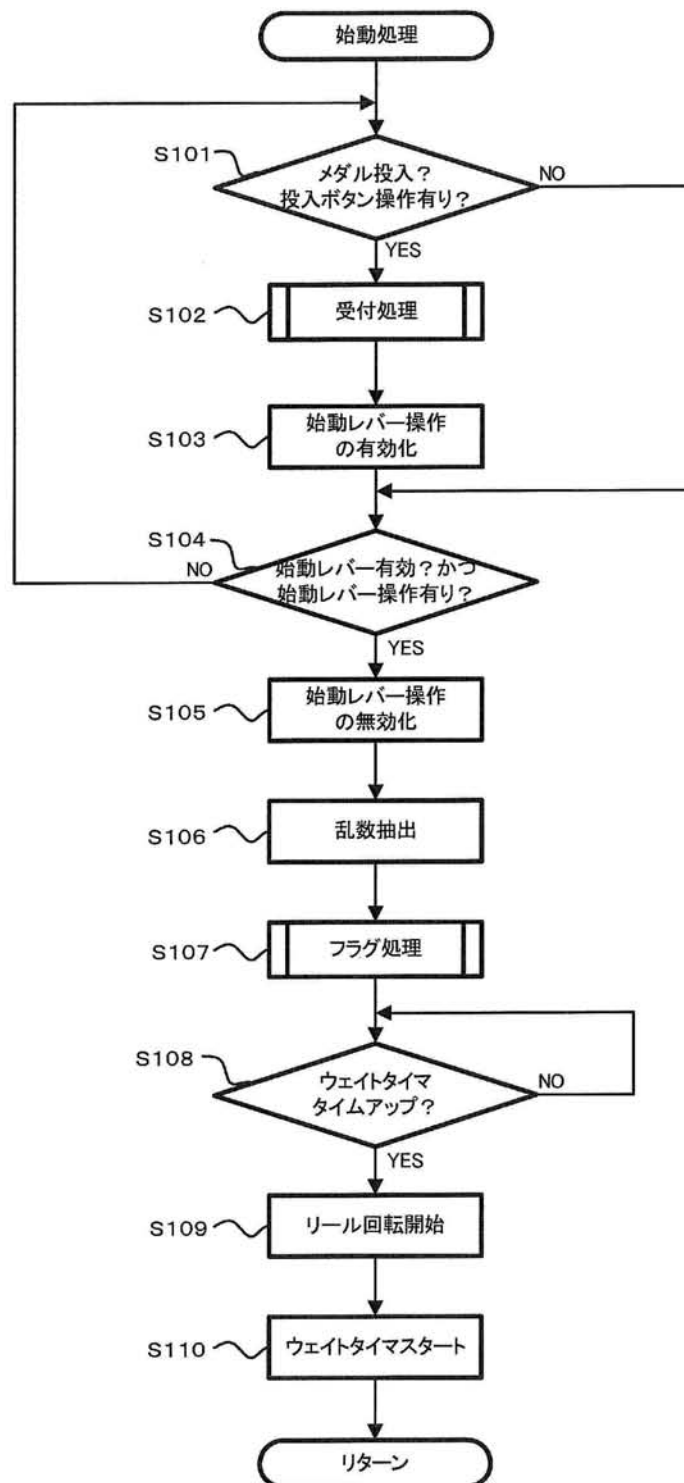 始動処理
S101
メダル投入?
投入ボタン操作有り?
NO
YES
S102
受付処理
S103
始動レバー操作
の有効化
S104
NO
始動レバー有効?かつ
始動レバー操作有り?
YES
S105
始動レバー操作
の無効化
S106
乱数抽出
S107
フラグ処理
S108
ウェイトタイマ
タイムアップ?
NO
YES
S109
リール回転開始
S110
ウェイトタイマスタート
リターン